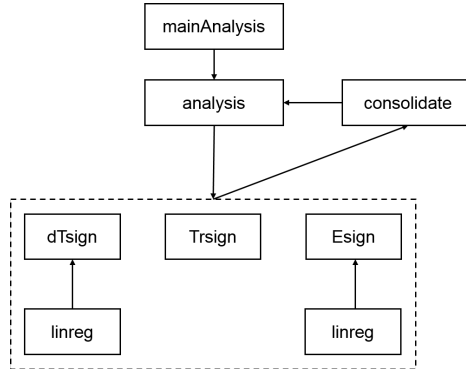 mainAnalysis
analysis
consolidate
dTsign
Trsign
Esign
linreg
linreg